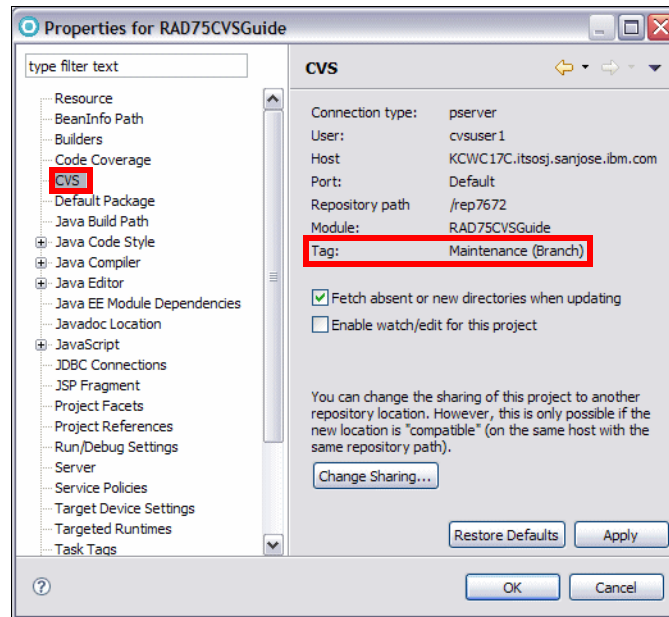 Properties for RAD75CVSGuide
type filter text
Resource
BeanInfo Path
Builders
Code Coverage
CVS
Default Package
Java Build Path
Java Code Style
Java Compiler
Java Editor
Java EE Module Dependencies
Javadoc Location
JavaScript
JDBC Connections
JSP Fragment
Project Facets
Project References
Run/Debug Settings
Server
Service Policies
Target Device Settings
Targeted Runtimes
Task Tags
CVS
Connection type: pserver
User: cvsuser1
Host KCWC17C.itsosj.sanjose.ibm.com
Port: Default
Repository path /rep7672
Module: RAD75CVSGuide
Tag: Maintenance (Branch)
Fetch absent or new directories when updating
Enable watch/edit for this project
You can change the sharing of this project to another
repository location. However, this is only possible if the
new location is "compatible" (on the same host with the
same repository path).
Change Sharing...
Restore Defaults Apply
? OK Cancel